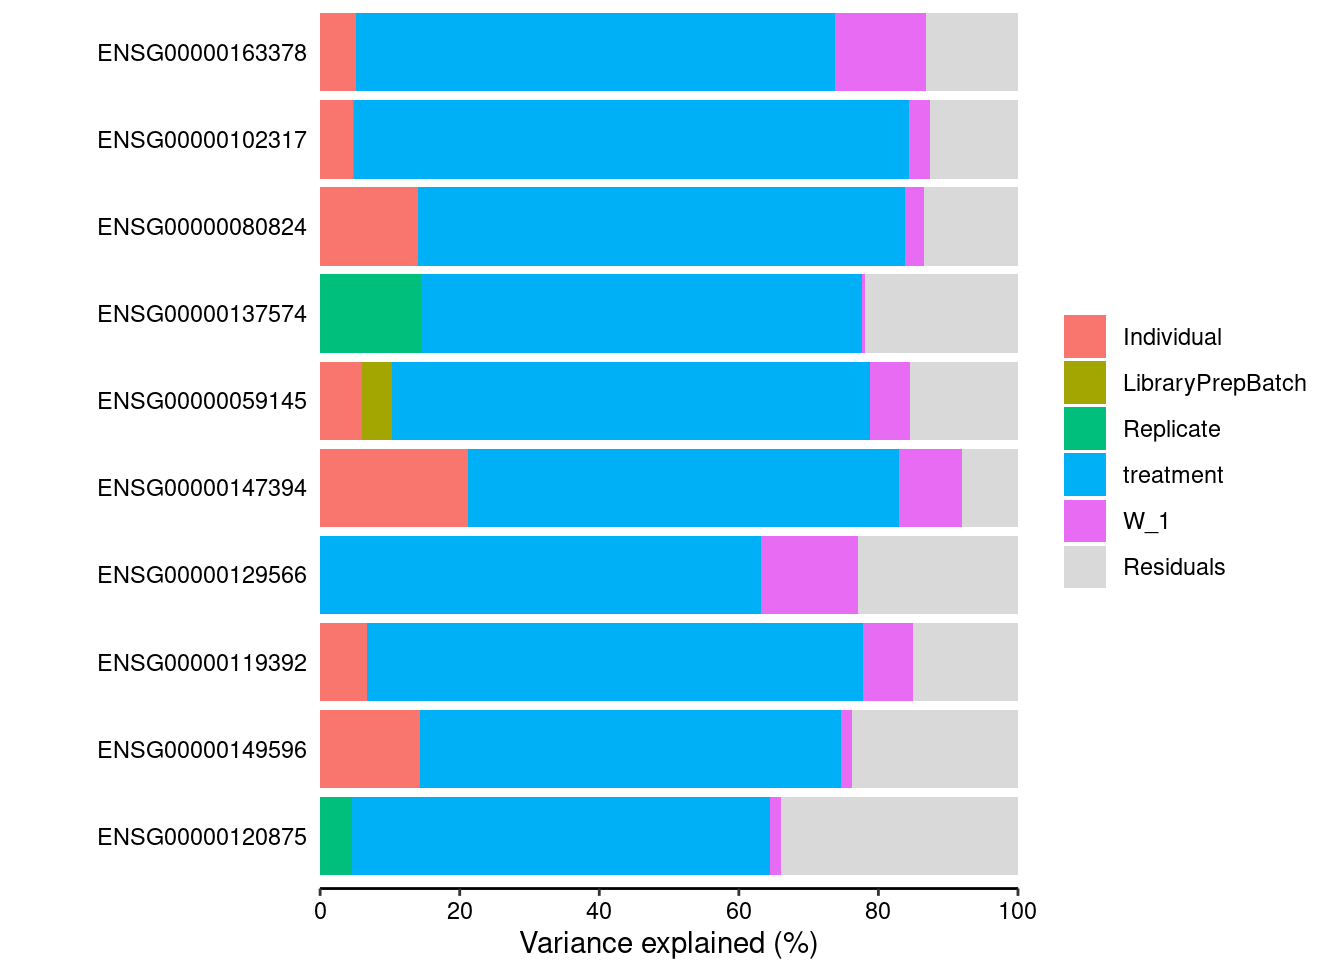 ENSG00000163378
ENSG00000102317
ENSG00000080824
ENSG00000137574
ENSG00000059145
ENSG00000147394
ENSG00000129566
ENSG00000119392
ENSG00000149596
ENSG00000120875
0 20 40 60 80 100
Variance explained (%)
Individual
LibraryPrepBatch
Replicate
treatment
W_1
Residuals